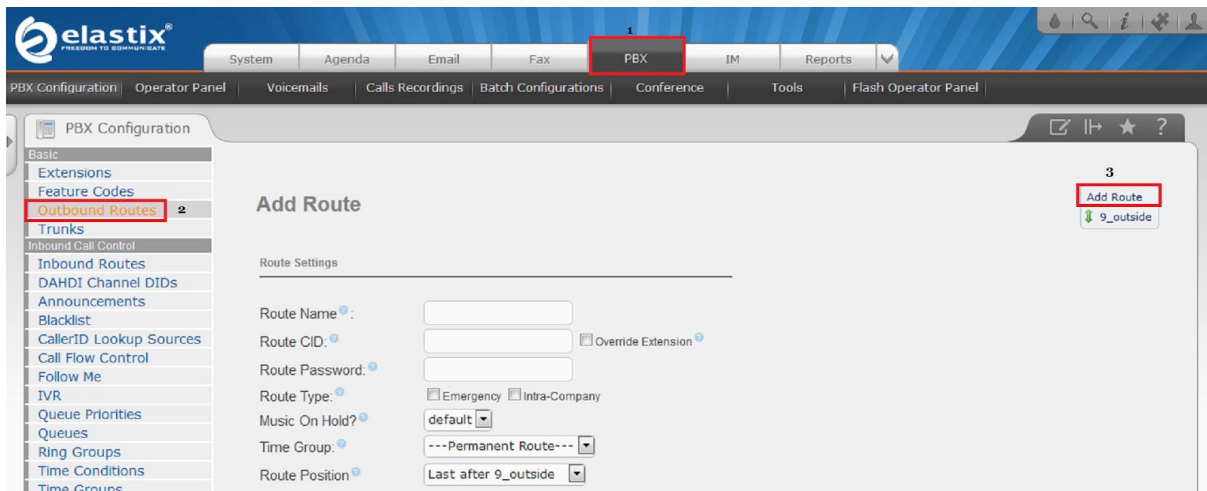 elastix®
FREEDOM TO COMMUNICATE
1
System Agenda Email Fax PBX IM Reports
PBX Configuration Operator Panel Voicemails Calls Recordings Batch Configurations Conference Tools Flash Operator Panel
PBX Configuration
Basic
Extensions
Feature Codes
Outbound Routes 2
Trunks
Inbound Call Control
Inbound Routes
DAHDI Channel DIDs
Announcements
Blacklist
CallerID Lookup Sources
Call Flow Control
Follow Me
IVR
Queue Priorities
Queues
Ring Groups
Time Conditions
Time Groups
3
Add Route
9_outside
Add Route
Route Settings
Route Name :
Route CID: Override Extension
Route Password:
Route Type: Emergency Intra-Company
Music On Hold? default
Time Group: ---Permanent Route---
Route Position Last after 9_outside